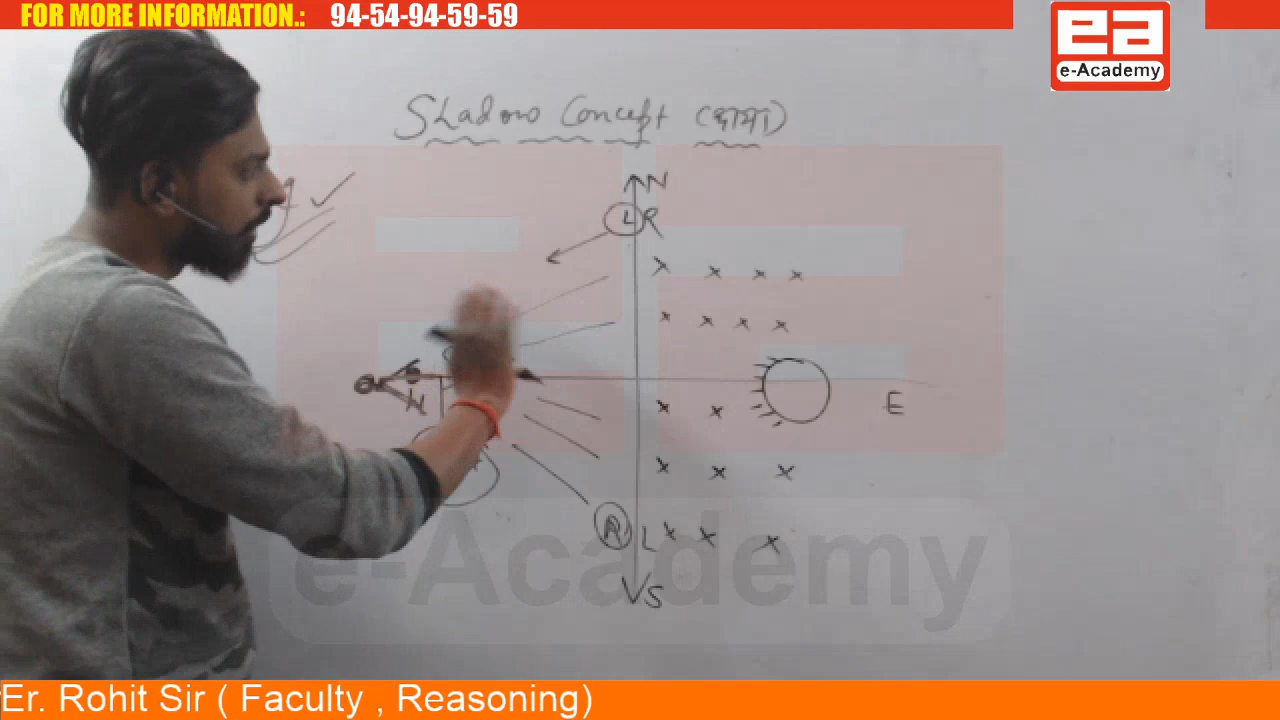 FOR MORE INFORMATION.: 94-54-94-59-59
ea
e-Academy
Shadow Concept (छाया)
N
L R
E
R L
S
e-Academy
Er. Rohit Sir ( Faculty , Reasoning)